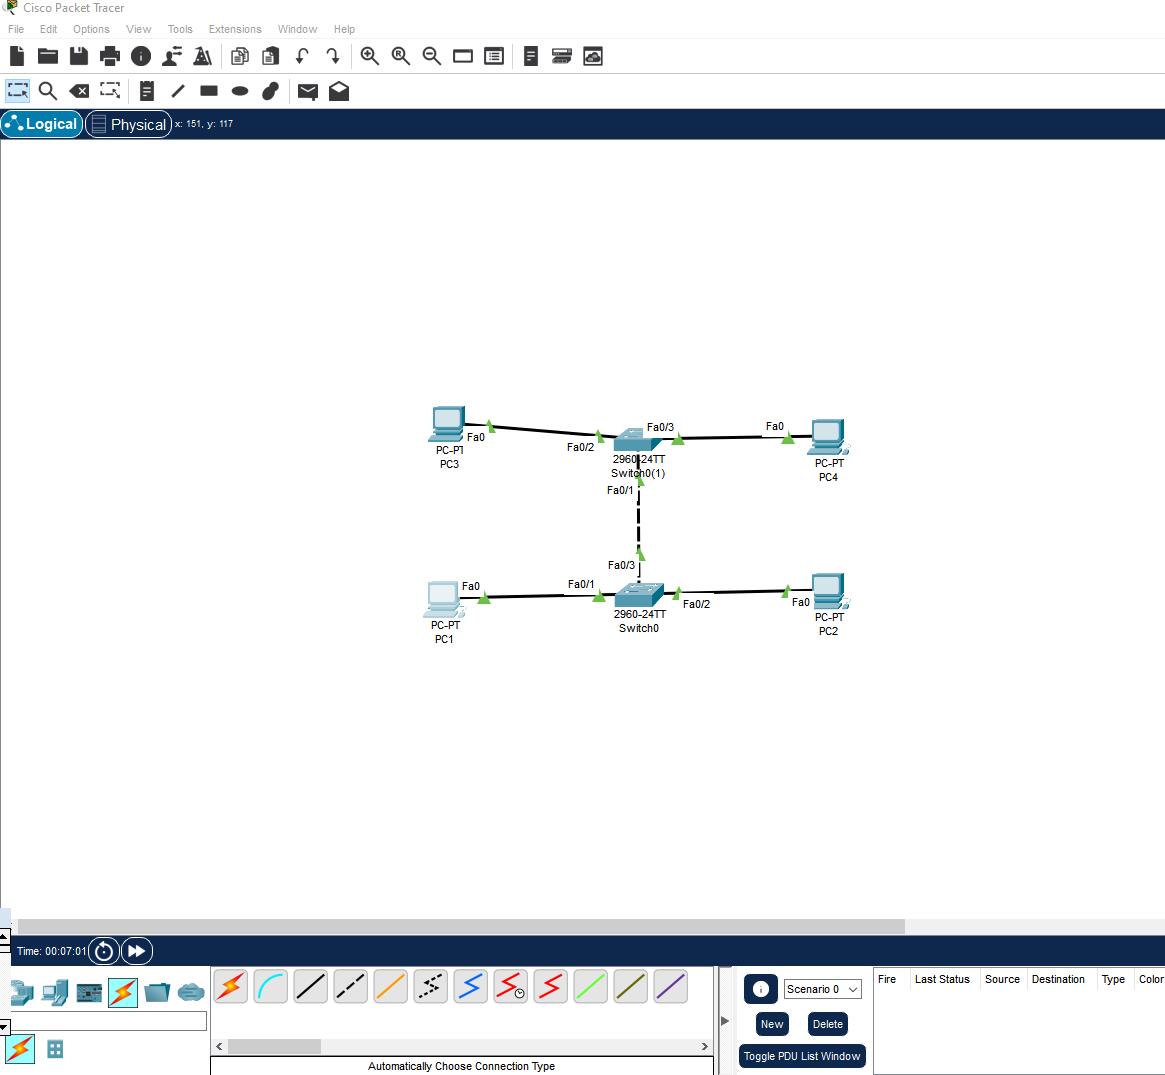 Cisco Packet Tracer
File Edit Options View Tools Extensions Window Help
Logical Physical x: 151, y: 117
PC-PT
PC3
Fa0
Fa0/2
Fa0/3
2960-24TT
Switch0(1)
Fa0/1
Fa0
PC-PT
PC4
Fa0/3
PC-PT
PC1
Fa0
Fa0/1
2960-24TT
Switch0
Fa0/2
Fa0
PC-PT
PC2
Time: 00:07:01
Scenario 0
New Delete
Toggle PDU List Window
Fire Last Status Source Destination Type Color
Automatically Choose Connection Type